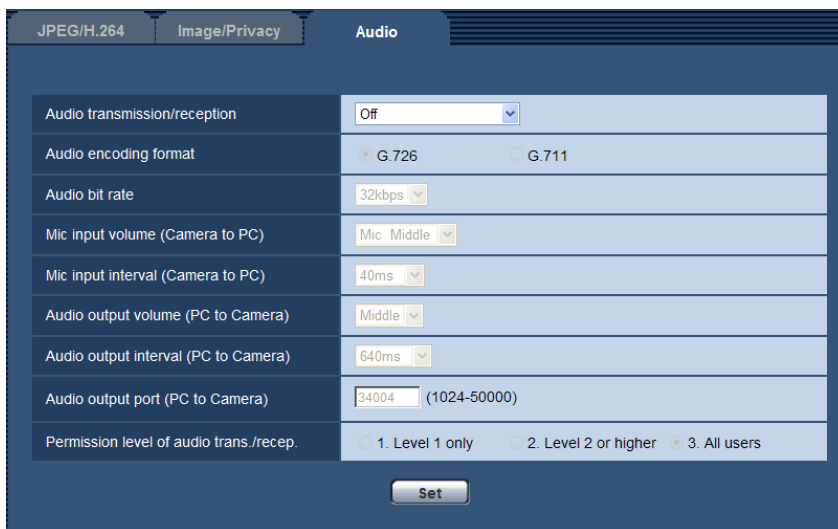 JPEG/H.264 Image/Privacy Audio
Audio transmission/reception Off
Audio encoding format G.726 G.711
Audio bit rate 32kbps
Mic input volume (Camera to PC) Mic Middle
Mic input interval (Camera to PC) 40ms
Audio output volume (PC to Camera) Middle
Audio output interval (PC to Camera) 640ms
Audio output port (PC to Camera) 34004 (1024-50000)
Permission level of audio trans./recep. 1. Level 1 only 2. Level 2 or higher 3. All users
Set